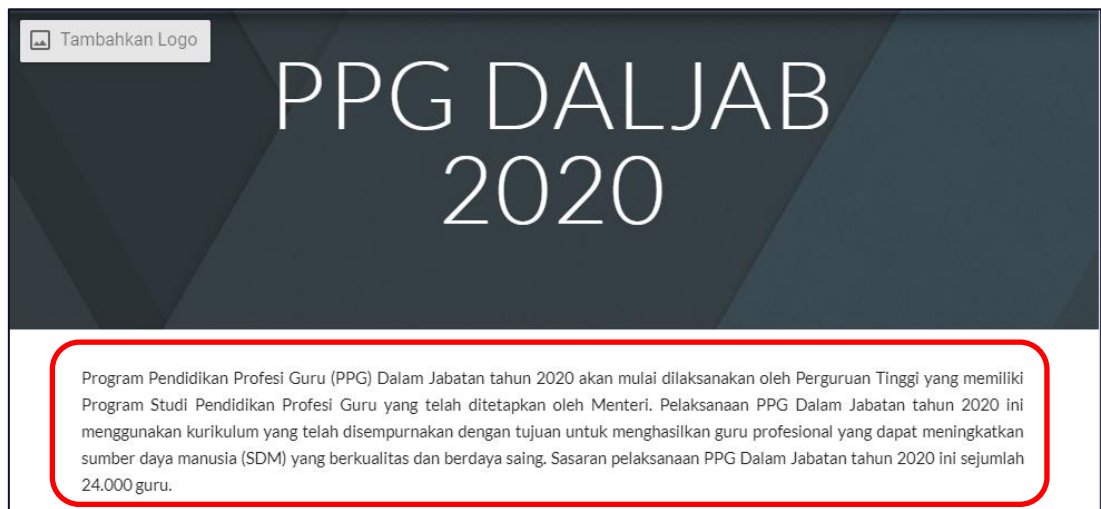 Tambahkan Logo
PPG DALJAB
2020
Program Pendidikan Profesi Guru (PPG) Dalam Jabatan tahun 2020 akan mulai dilaksanakan oleh Perguruan Tinggi yang memiliki
Program Studi Pendidikan Profesi Guru yang telah ditetapkan oleh Menteri. Pelaksanaan PPG Dalam Jabatan tahun 2020 ini
menggunakan kurikulum yang telah disempurnakan dengan tujuan untuk menghasilkan guru profesional yang dapat meningkatkan
sumber daya manusia (SDM) yang berkualitas dan berdaya saing. Sasaran pelaksanaan PPG Dalam Jabatan tahun 2020 ini sejumlah
24.000 guru.